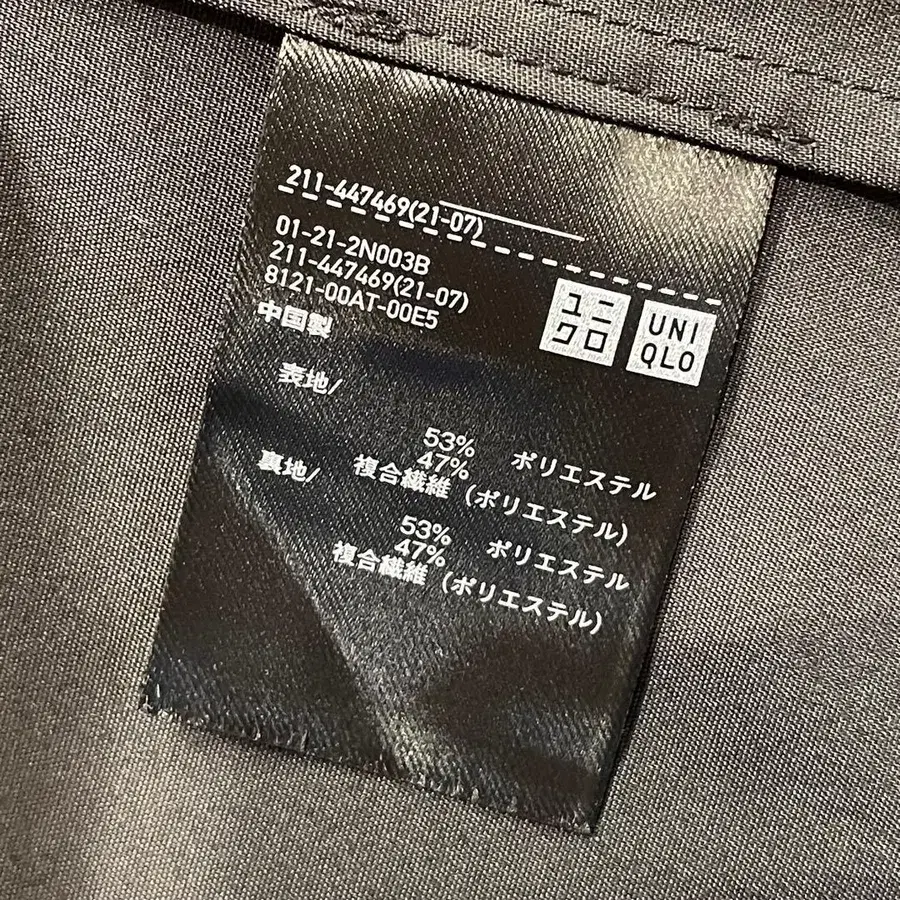 211-447469(21-07)
01-21-2N003B
211-447469(21-07)
8121-00AT-00E5
中国製
ユニ
クロ
UNI
QLO
表地/
53% ポリエステル
47%
複合繊維 (ポリエステル)
裏地/
53% ポリエステル
47%
複合繊維 (ポリエステル)